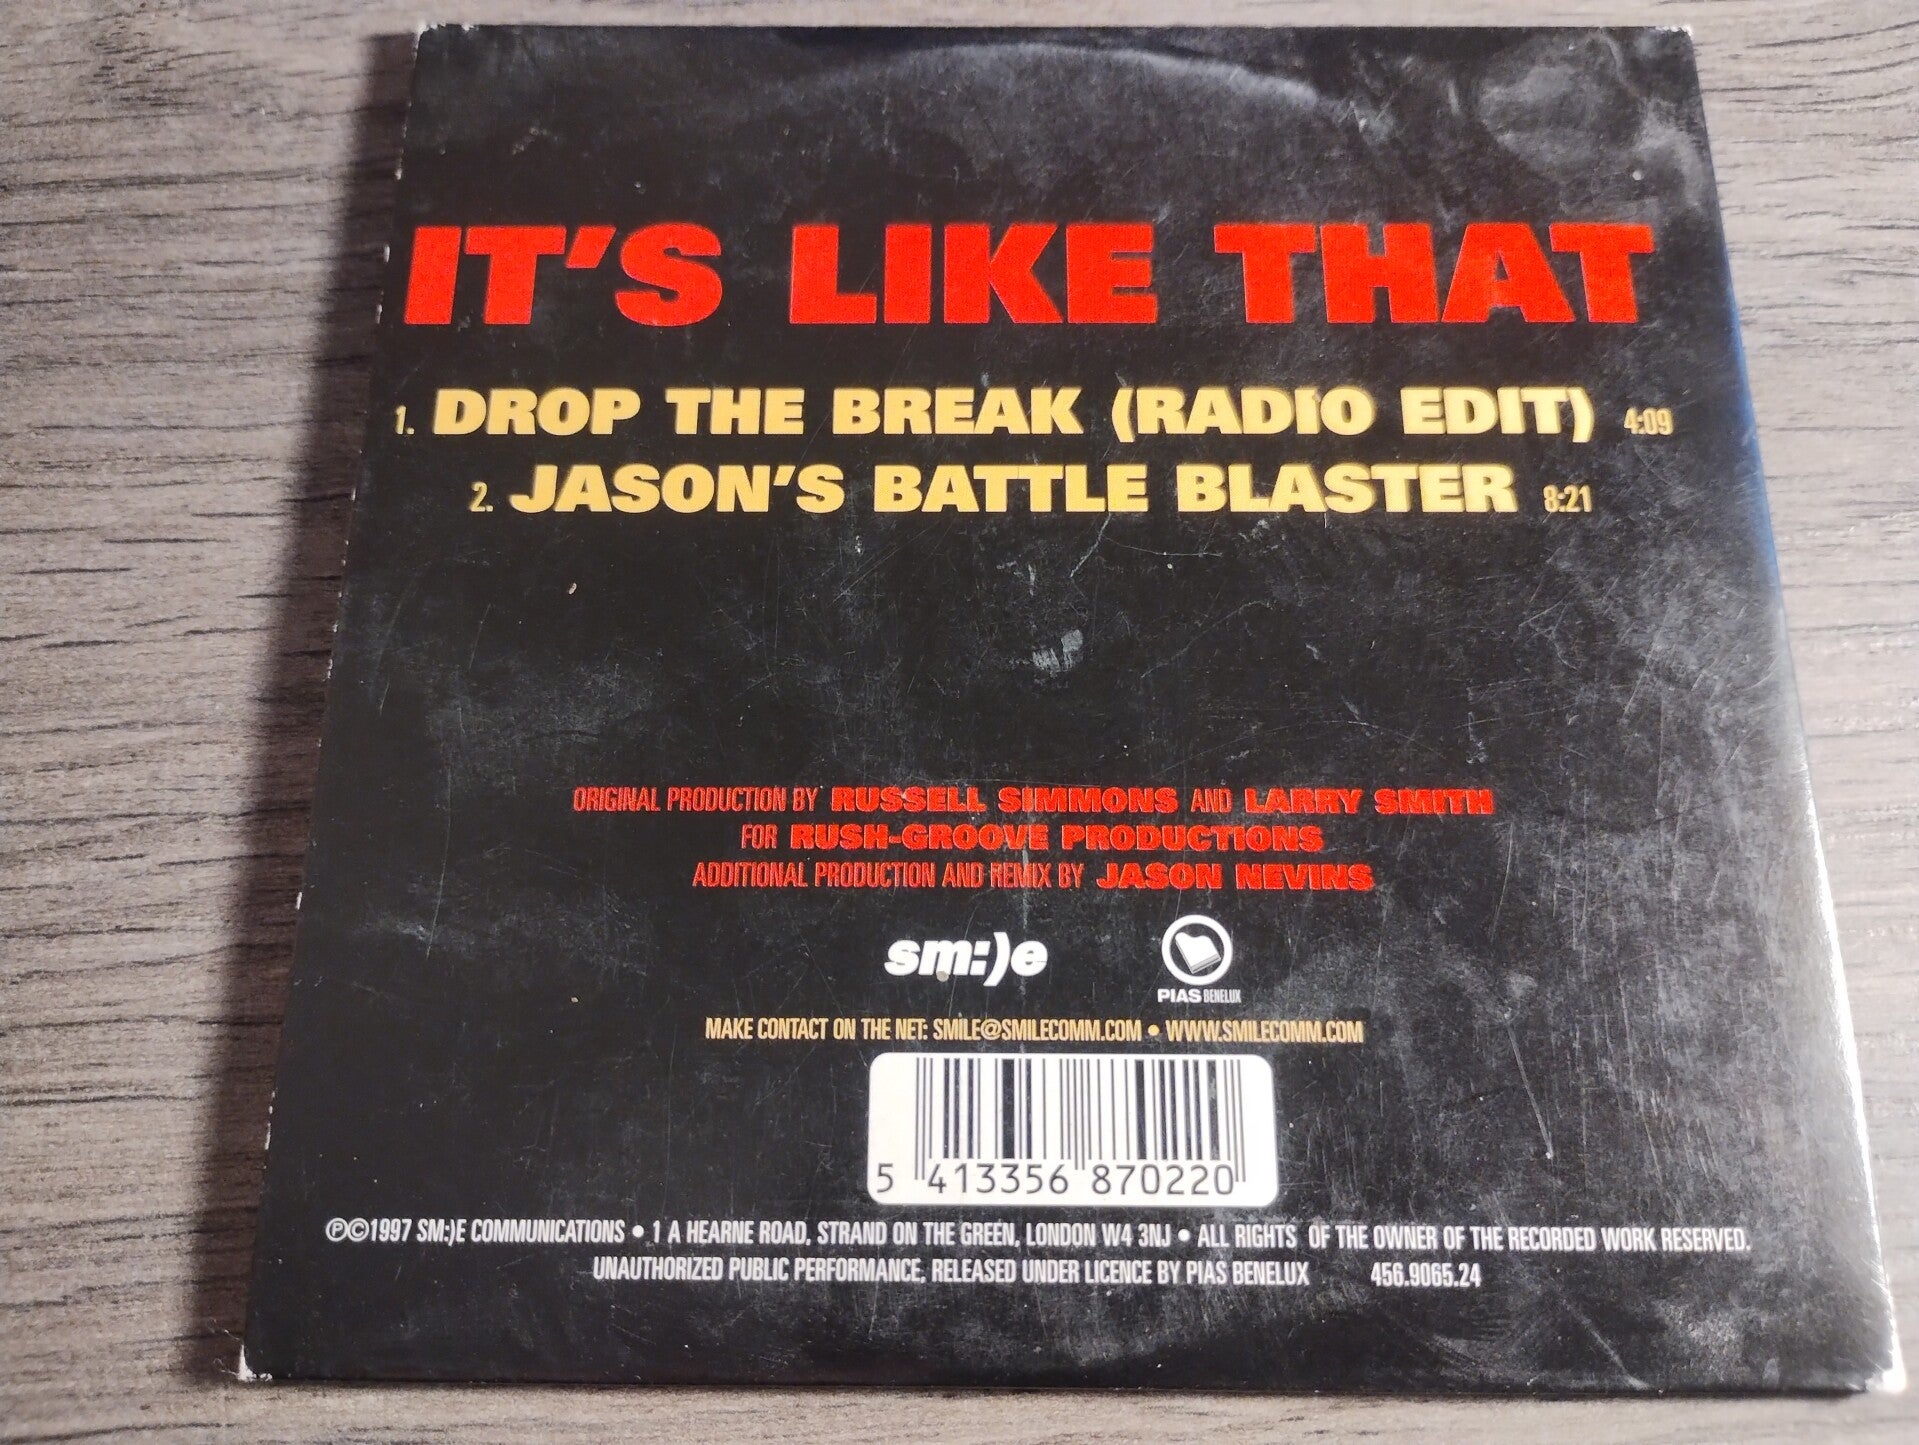 IT'S LIKE THAT
1. DROP THE BREAK (RADIO EDIT) 4:09
2. JASON'S BATTLE BLASTER 8:21
ORIGINAL PRODUCTION BY RUSSELL SIMMONS AND LARRY SMITH
FOR RUSH-GROOVE PRODUCTIONS
ADDITIONAL PRODUCTION AND REMIX BY JASON NEVINS
sm:)e
PIAS BENELUX
MAKE CONTACT ON THE NET: SMILE@SMILECOMM.COM • WWW.SMILECOMM.COM
5 413356 870220
℗©1997 SM:)E COMMUNICATIONS • 1 A HEARNE ROAD, STRAND ON THE GREEN, LONDON W4 3NJ • ALL RIGHTS OF THE OWNER OF THE RECORDED WORK RESERVED.
UNAUTHORIZED PUBLIC PERFORMANCE, RELEASED UNDER LICENCE BY PIAS BENELUX 456.9065.24